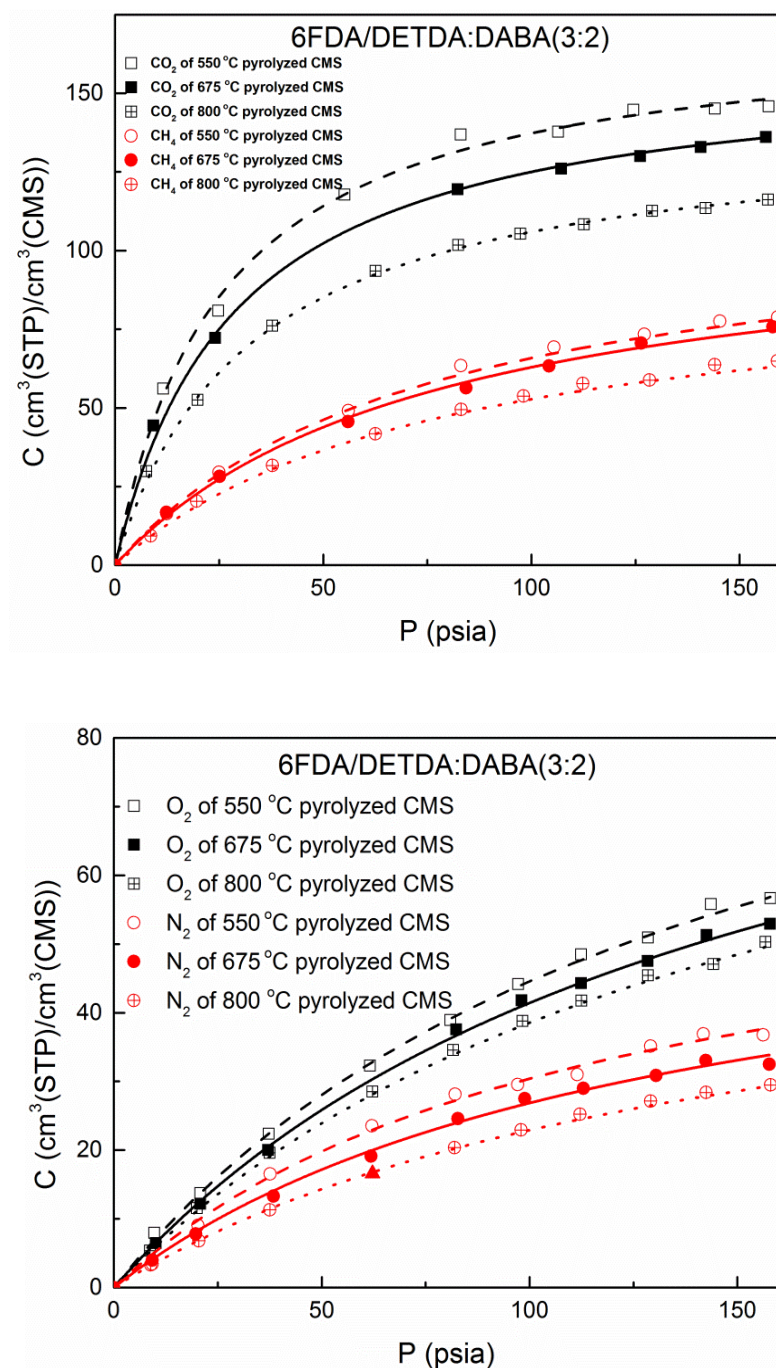 6FDA/DETDA:DABA(3:2)
CO2 of 550 °C pyrolyzed CMS
CO2 of 675 °C pyrolyzed CMS
CO2 of 800 °C pyrolyzed CMS
CH4 of 550 °C pyrolyzed CMS
CH4 of 675 °C pyrolyzed CMS
CH4 of 800 °C pyrolyzed CMS
150
100
50
0
C (cm3(STP)/cm3(CMS))
0 50 100 150
P (psia)
80
6FDA/DETDA:DABA(3:2)
O2 of 550 °C pyrolyzed CMS
O2 of 675 °C pyrolyzed CMS
O2 of 800 °C pyrolyzed CMS
N2 of 550 °C pyrolyzed CMS
N2 of 675 °C pyrolyzed CMS
N2 of 800 °C pyrolyzed CMS
60
40
20
0
C (cm3(STP)/cm3(CMS))
0 50 100 150
P (psia)